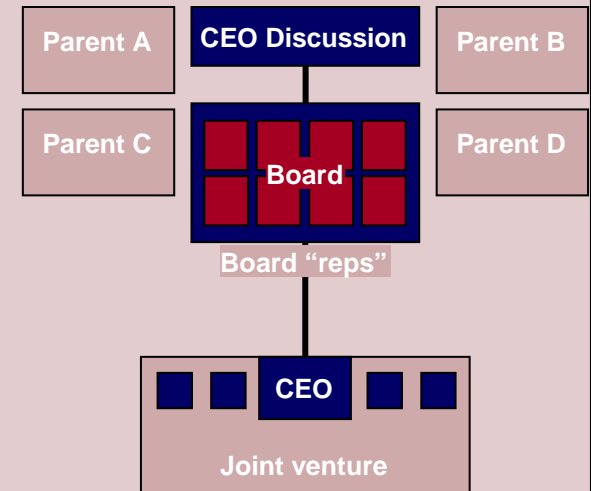 Parent A
CEO Discussion
Parent B
Parent C
Board
Parent D
Board “reps”
CEO
Joint venture